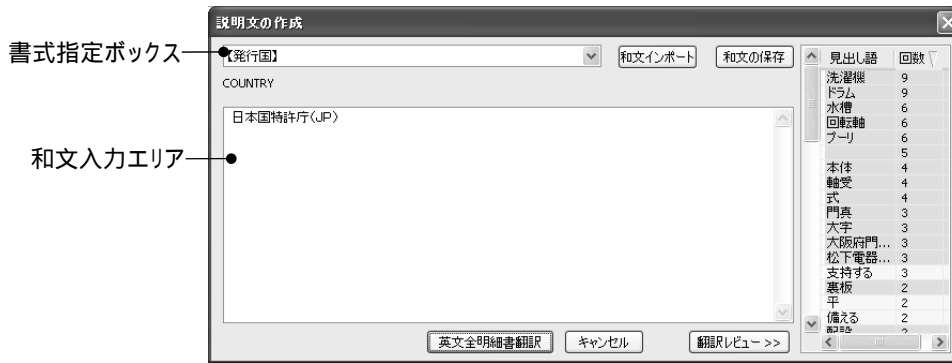 説明文の作成
書式指定ボックス
【発行国】
和文インポート
和文の保存
COUNTRY
日本国特許庁(JP)
和文入力エリア
英文全明細書翻訳
キャンセル
翻訳レビュー >>
見出し語 回数
洗濯機 9
ドラム 9
水槽 6
回転軸 6
プーリ 6
5
本体 4
軸受 4
式 4
門真 3
大字 3
大阪府門... 3
松下電器... 3
支持する 3
裏板 2
平 2
備える 2
配設 2